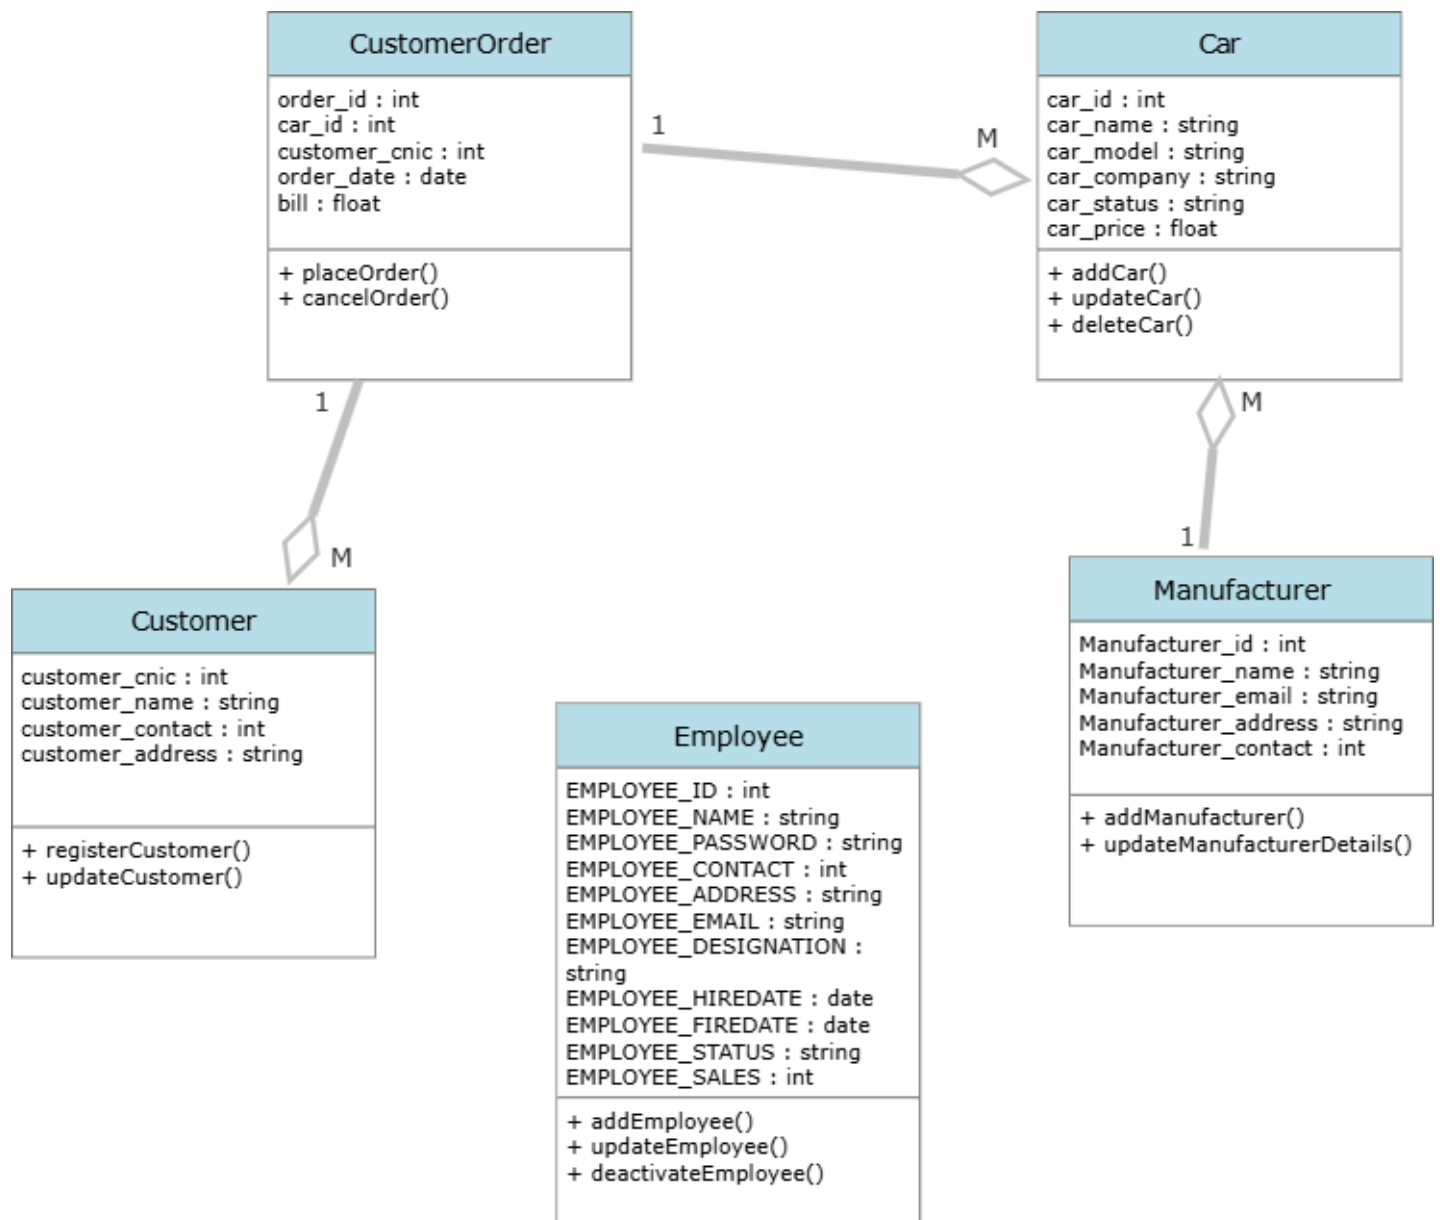 CustomerOrder
order_id : int
car_id : int
customer_cnic : int
order_date : date
bill : float
+ placeOrder()
+ cancelOrder()
1
M
Car
car_id : int
car_name : string
car_model : string
car_company : string
car_status : string
car_price : float
+ addCar()
+ updateCar()
+ deleteCar()
1
M
M
1
Customer
customer_cnic : int
customer_name : string
customer_contact : int
customer_address : string
+ registerCustomer()
+ updateCustomer()
Employee
EMPLOYEE_ID : int
EMPLOYEE_NAME : string
EMPLOYEE_PASSWORD : string
EMPLOYEE_CONTACT : int
EMPLOYEE_ADDRESS : string
EMPLOYEE_EMAIL : string
EMPLOYEE_DESIGNATION :
string
EMPLOYEE_HIREDATE : date
EMPLOYEE_FIREDATE : date
EMPLOYEE_STATUS : string
EMPLOYEE_SALES : int
+ addEmployee()
+ updateEmployee()
+ deactivateEmployee()
Manufacturer
Manufacturer_id : int
Manufacturer_name : string
Manufacturer_email : string
Manufacturer_address : string
Manufacturer_contact : int
+ addManufacturer()
+ updateManufacturerDetails()